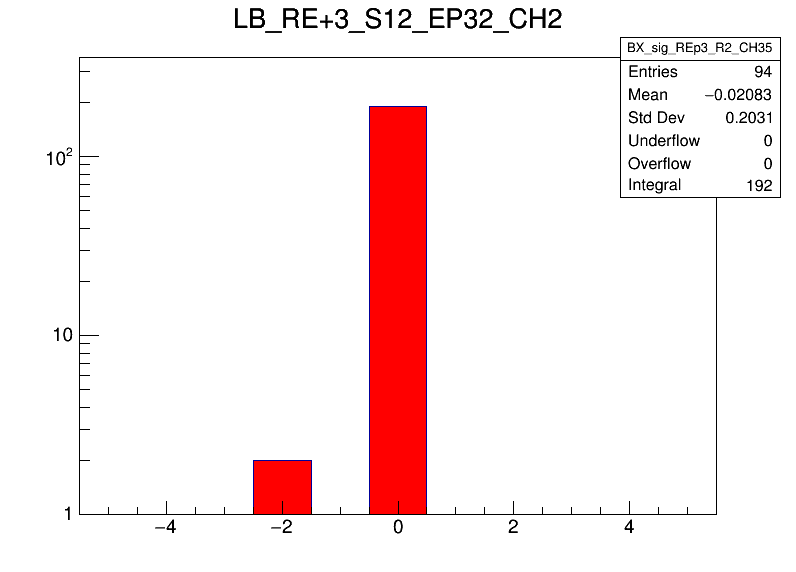 LB_RE+3_S12_EP32_CH2
BX_sig_REp3_R2_CH35
Entries 94
Mean −0.02083
Std Dev 0.2031
Underflow 0
Overflow 0
Integral 192
10²
10
1
−4 −2 0 2 4